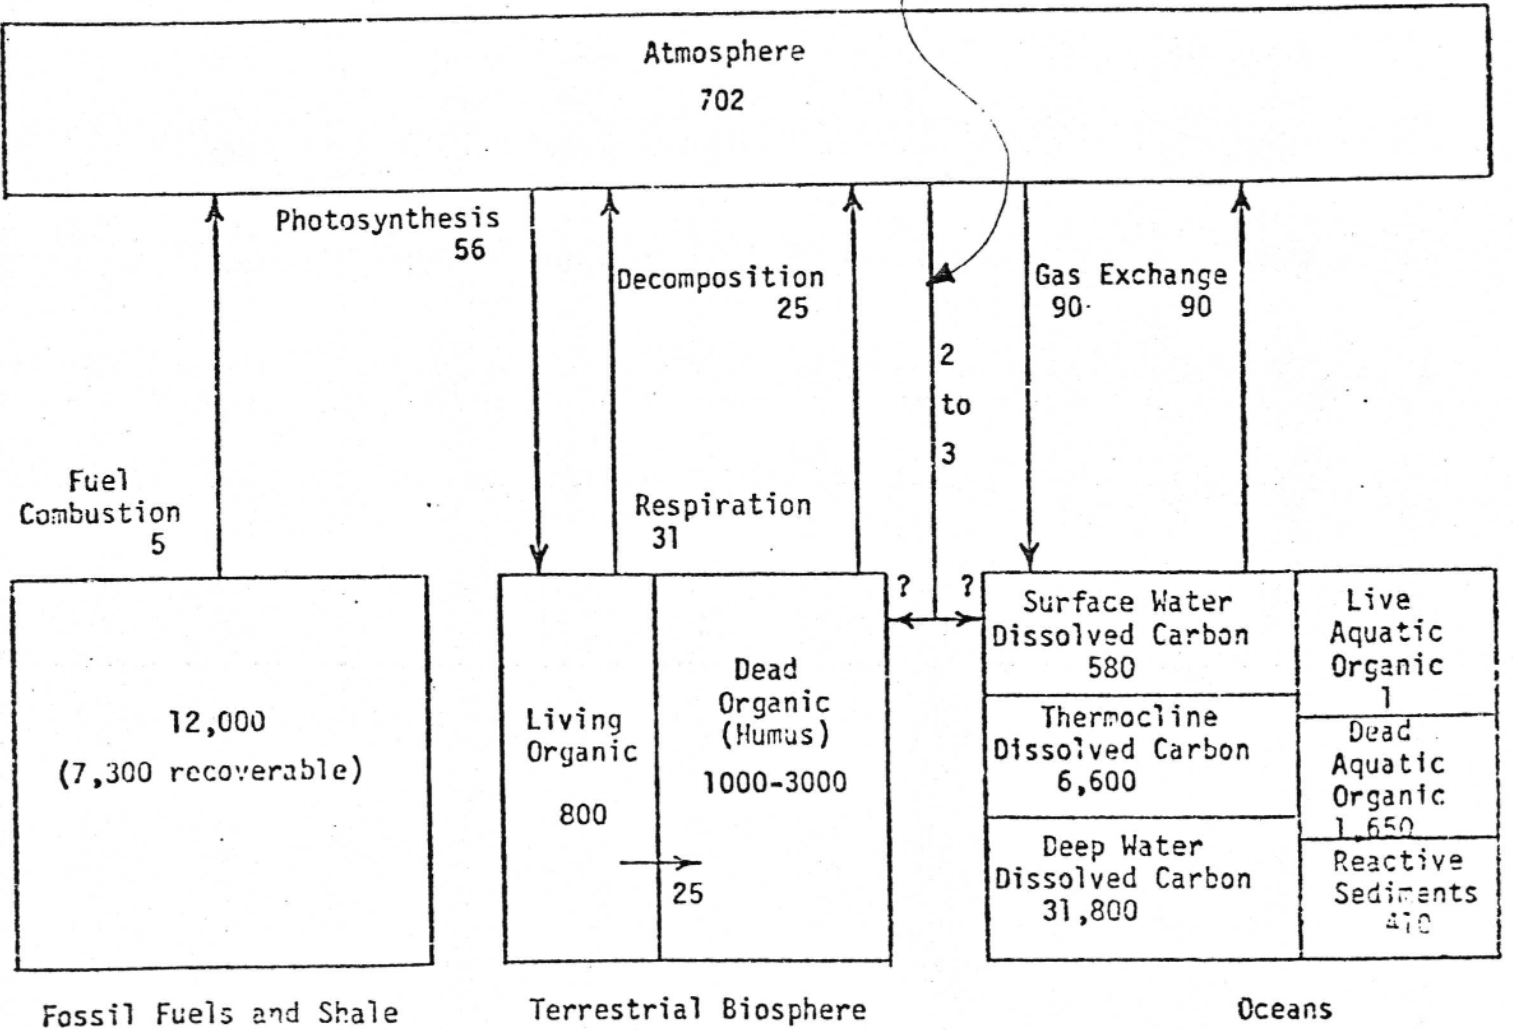 Atmosphere
702
Photosynthesis
56
Decomposition
25
Gas Exchange
90 90
2
to
3
Fuel
Combustion
5
Respiration
31
? ?
12,000
(7,300 recoverable)
Living
Organic
800
25
Dead
Organic
(Humus)
1000-3000
Surface Water
Dissolved Carbon
580
Thermocline
Dissolved Carbon
6,600
Deep Water
Dissolved Carbon
31,800
Live
Aquatic
Organic
1
Dead
Aquatic
Organic
1,650
Reactive
Sediments
470
Fossil Fuels and Shale
Terrestrial Biosphere
Oceans